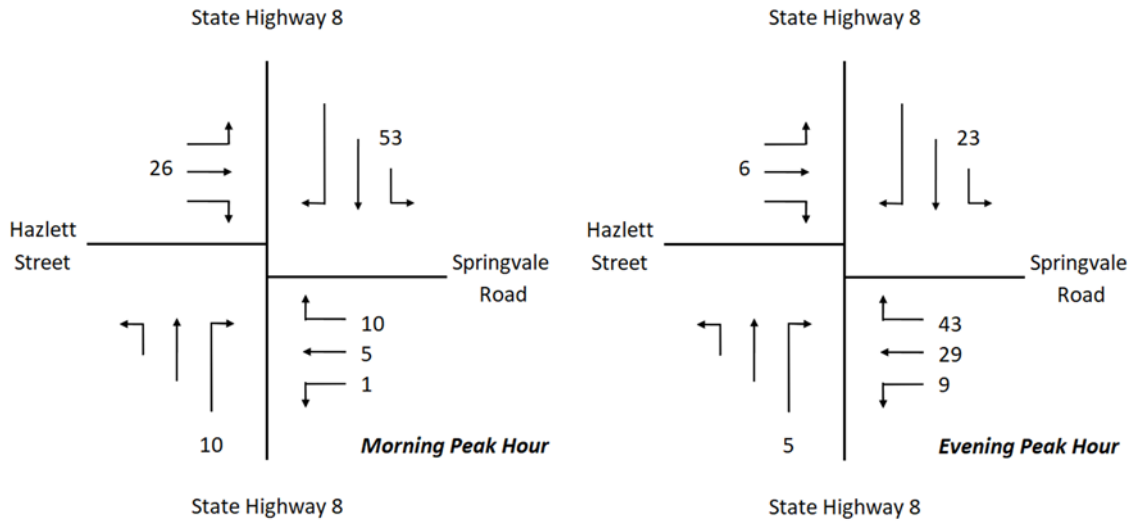 State Highway 8
53
26
Hazlett
Street
Springvale
Road
10
5
1
10
Morning Peak Hour
State Highway 8
State Highway 8
23
6
Hazlett
Street
Springvale
Road
43
29
9
5
Evening Peak Hour
State Highway 8